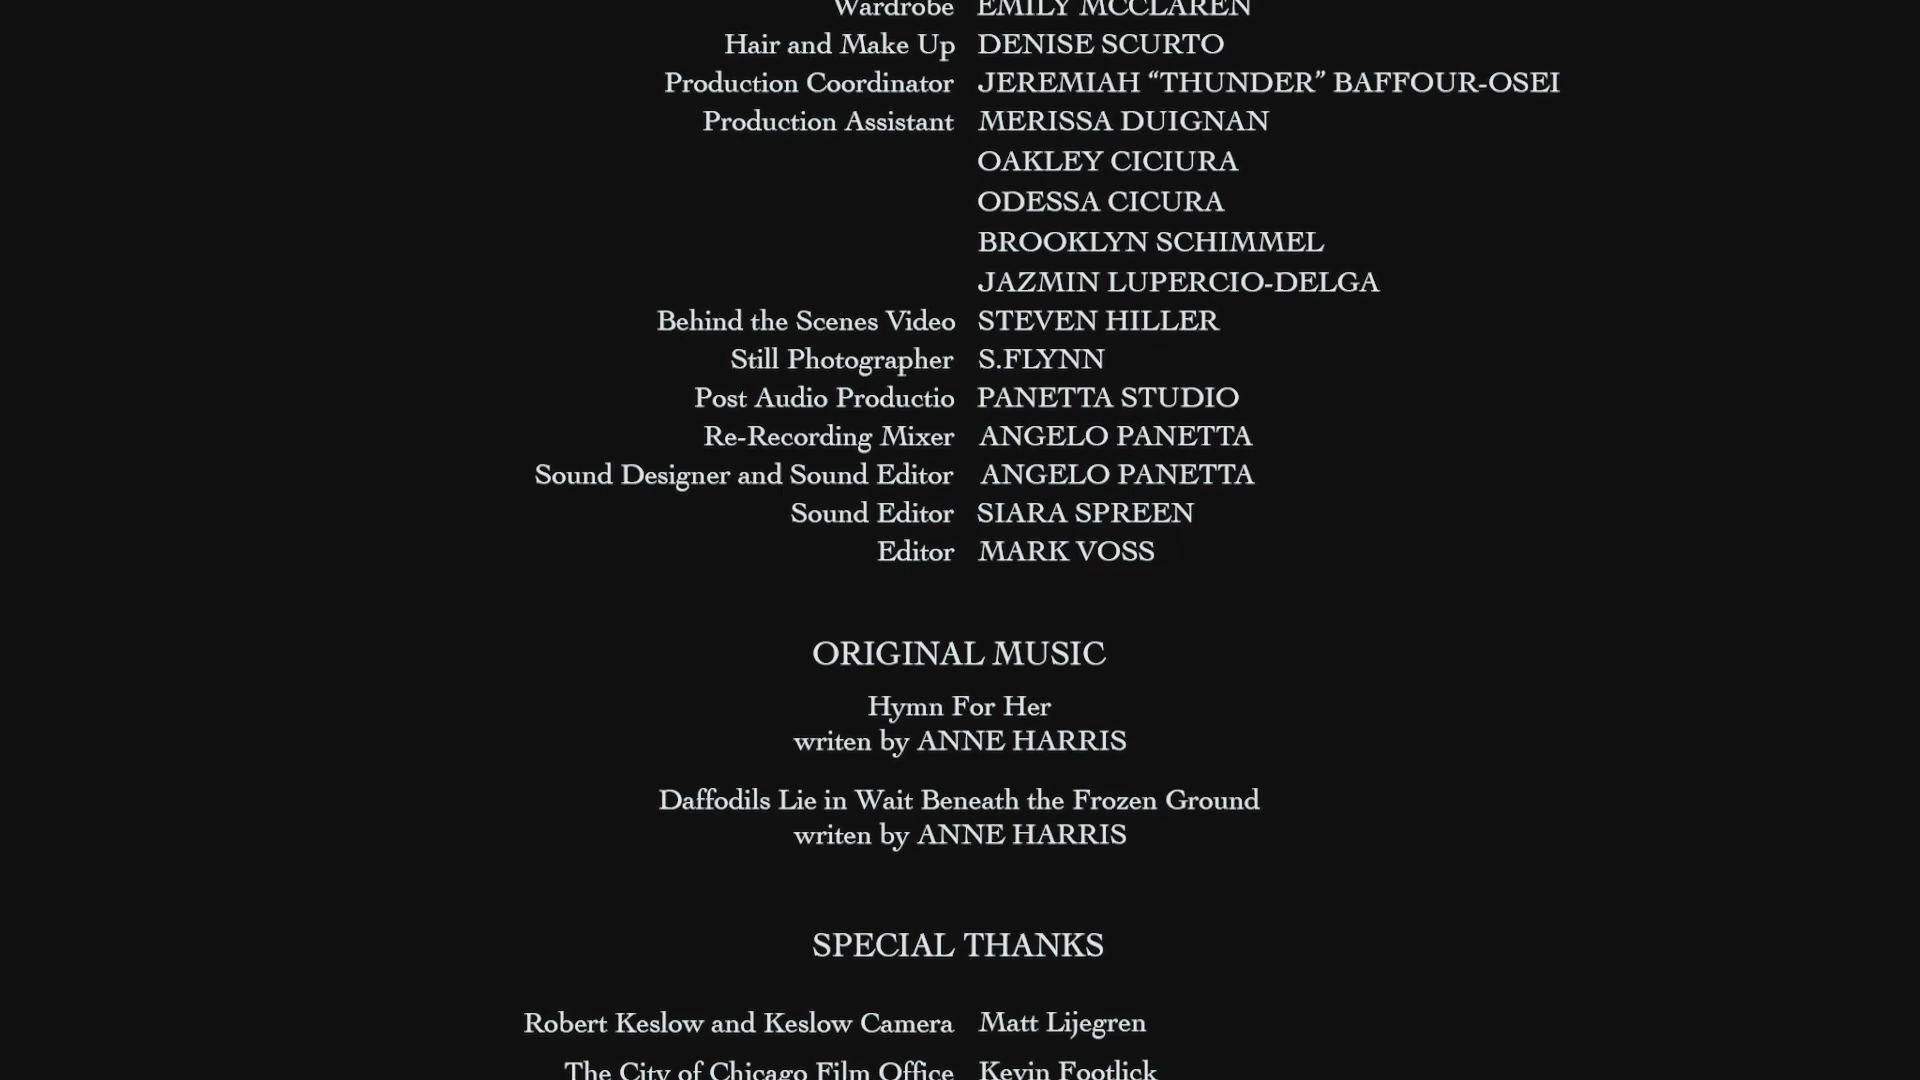 Wardrobe EMILY MCCLAREN
Hair and Make Up DENISE SCURTO
Production Coordinator JEREMIAH “THUNDER” BAFFOUR-OSEI
Production Assistant MERISSA DUIGNAN
OAKLEY CICIURA
ODESSA CICURA
BROOKLYN SCHIMMEL
JAZMIN LUPERCIO-DELGA
Behind the Scenes Video STEVEN HILLER
Still Photographer S.FLYNN
Post Audio Productio PANETTA STUDIO
Re-Recording Mixer ANGELO PANETTA
Sound Designer and Sound Editor ANGELO PANETTA
Sound Editor SIARA SPREEN
Editor MARK VOSS
ORIGINAL MUSIC
Hymn For Her
writen by ANNE HARRIS
Daffodils Lie in Wait Beneath the Frozen Ground
writen by ANNE HARRIS
SPECIAL THANKS
Robert Keslow and Keslow Camera Matt Lijegren
The City of Chicago Film Office Kevin Footlick